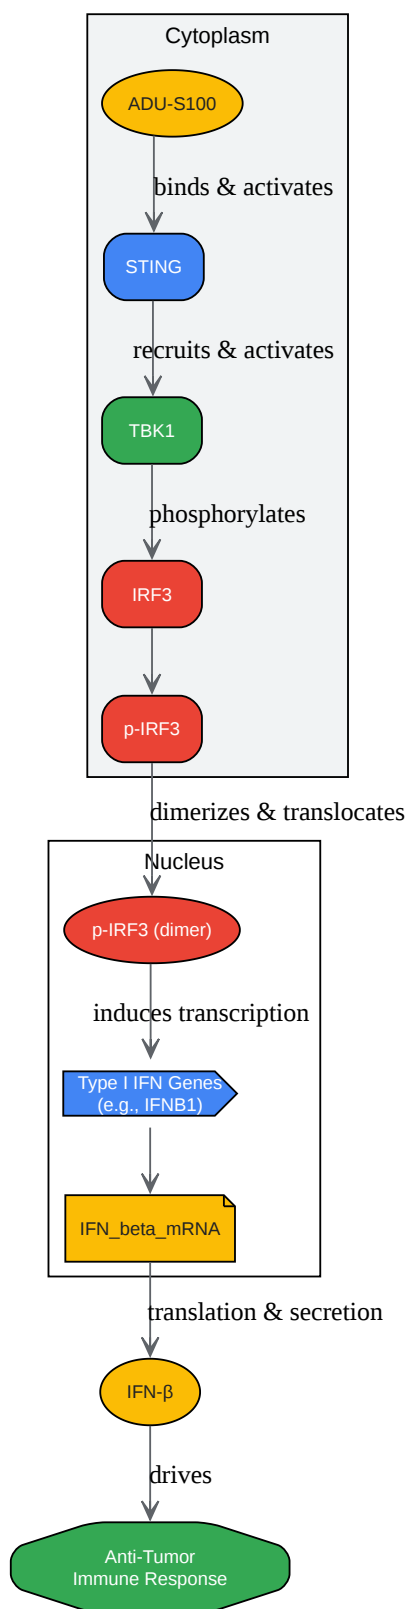 Cytoplasm
ADU-S100
binds & activates
STING
recruits & activates
TBK1
phosphorylates
IRF3
p-IRF3
dimerizes & translocates
Nucleus
p-IRF3 (dimer)
induces transcription
Type I IFN Genes
(e.g., IFNB1)
IFN_beta_mRNA
translation & secretion
IFN-β
drives
Anti-Tumor
Immune Response